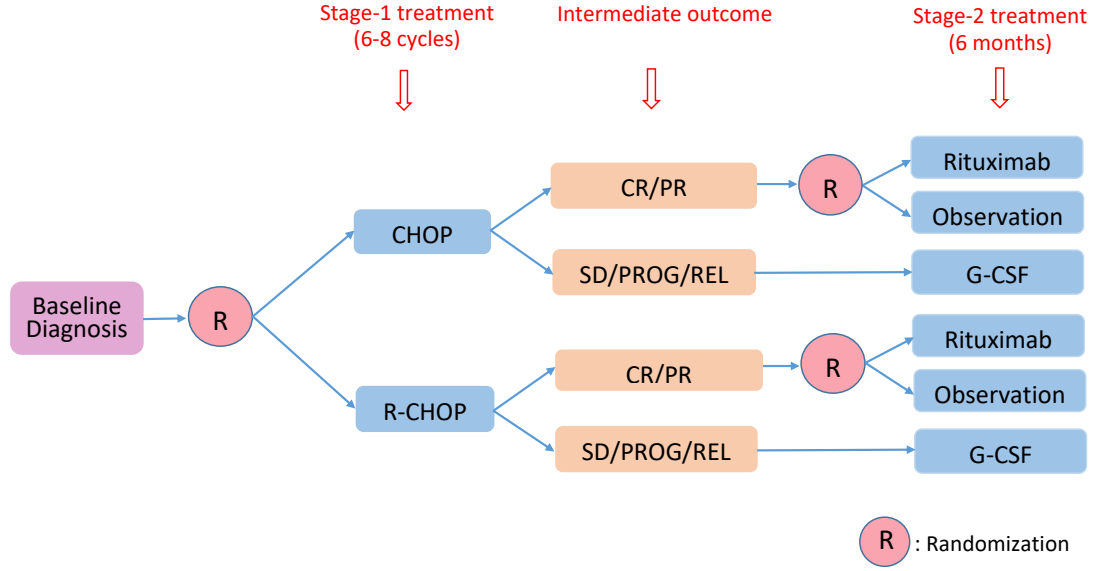 Stage-1 treatment
(6-8 cycles)
Intermediate outcome
Stage-2 treatment
(6 months)
Baseline
Diagnosis
R
CHOP
CR/PR
R
Rituximab
Observation
SD/PROG/REL
G-CSF
R-CHOP
CR/PR
R
Rituximab
Observation
SD/PROG/REL
G-CSF
R : Randomization